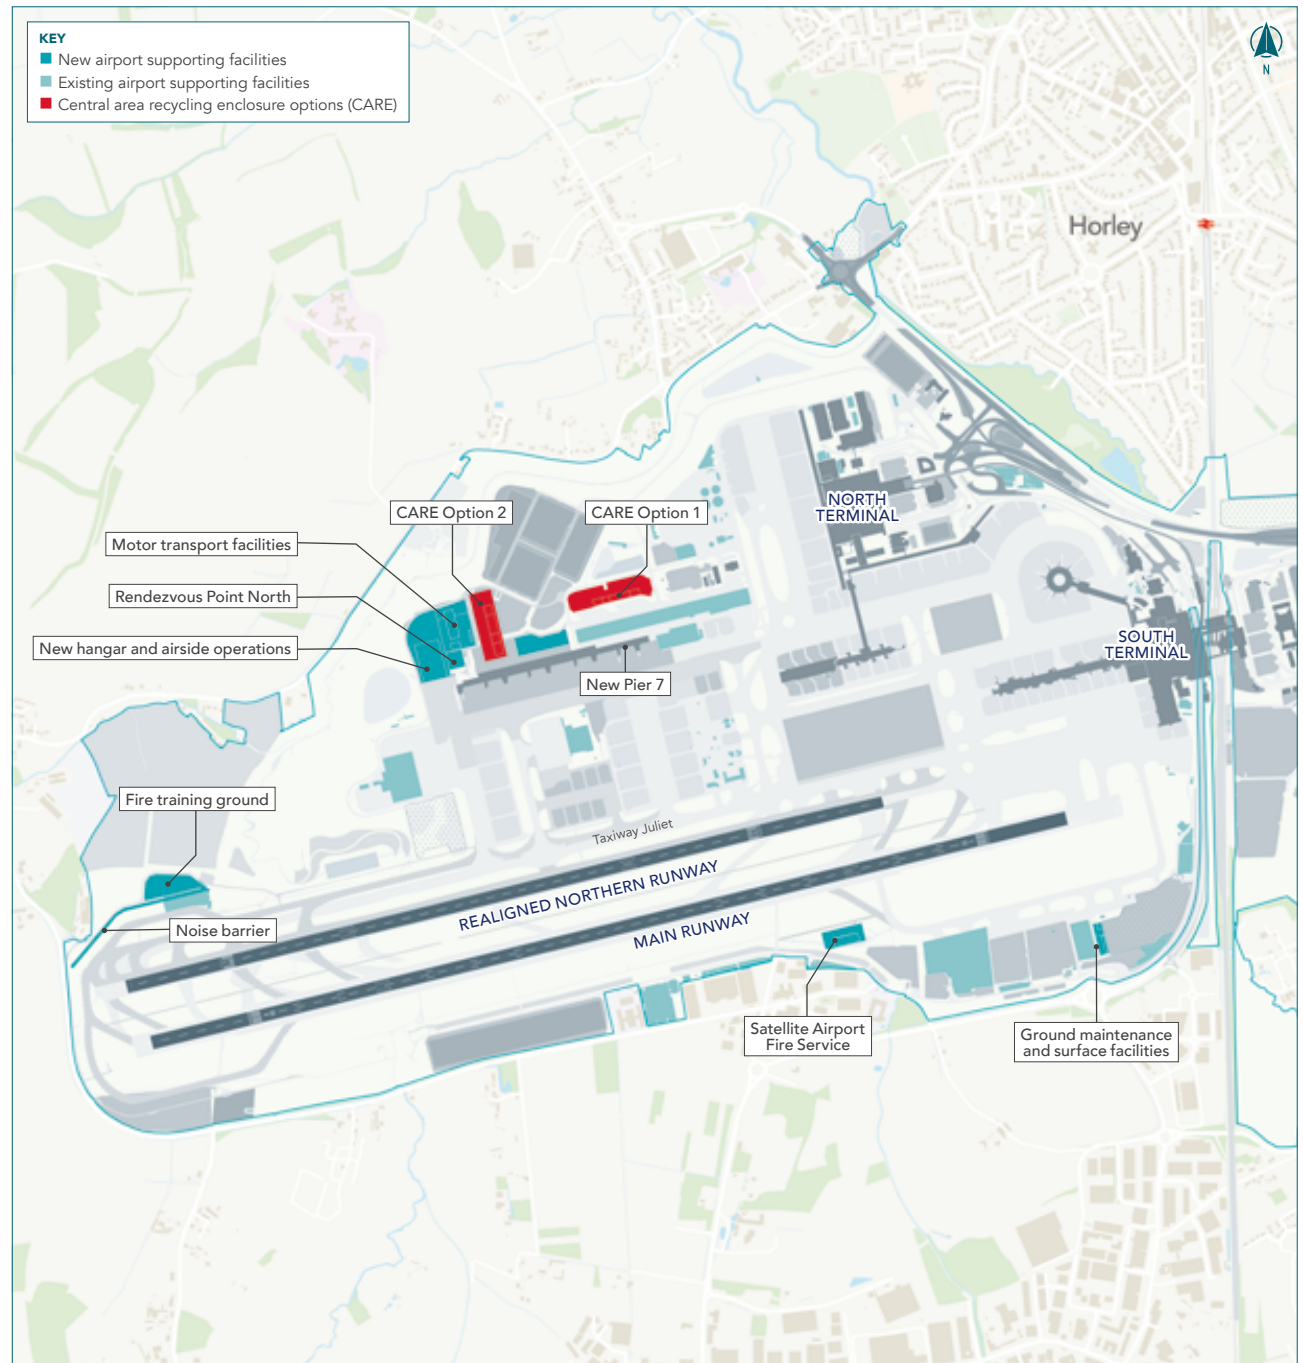 KEY
New airport supporting facilities
Existing airport supporting facilities
Central area recycling enclosure options (CARE)
N
Horley
CARE Option 2
CARE Option 1
NORTH
TERMINAL
Motor transport facilities
Rendezvous Point North
New hangar and airside operations
SOUTH
TERMINAL
New Pier 7
Fire training ground
Taxiway Juliet
REALIGNED NORTHERN RUNWAY
Noise barrier
MAIN RUNWAY
Satellite Airport
Fire Service
Ground maintenance
and surface facilities